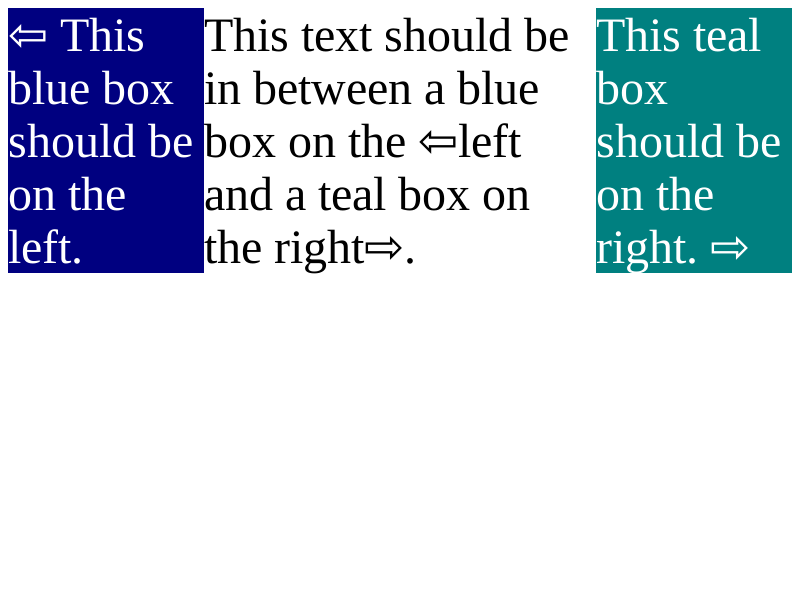 ⇦ This
blue box
should be
on the
left.
This text should be
in between a blue
box on the ⇦left
and a teal box on
the right⇨.
This teal
box
should be
on the
right. ⇨